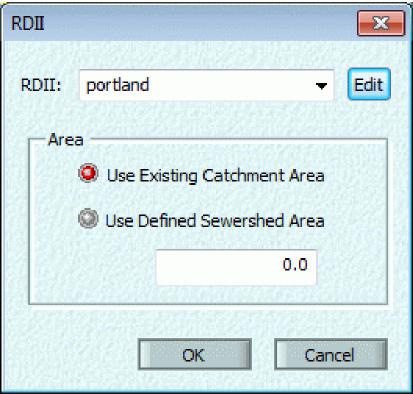 RDII
RDII: portland Edit
Area
Use Existing Catchment Area
Use Defined Sewershed Area
0.0
OK Cancel